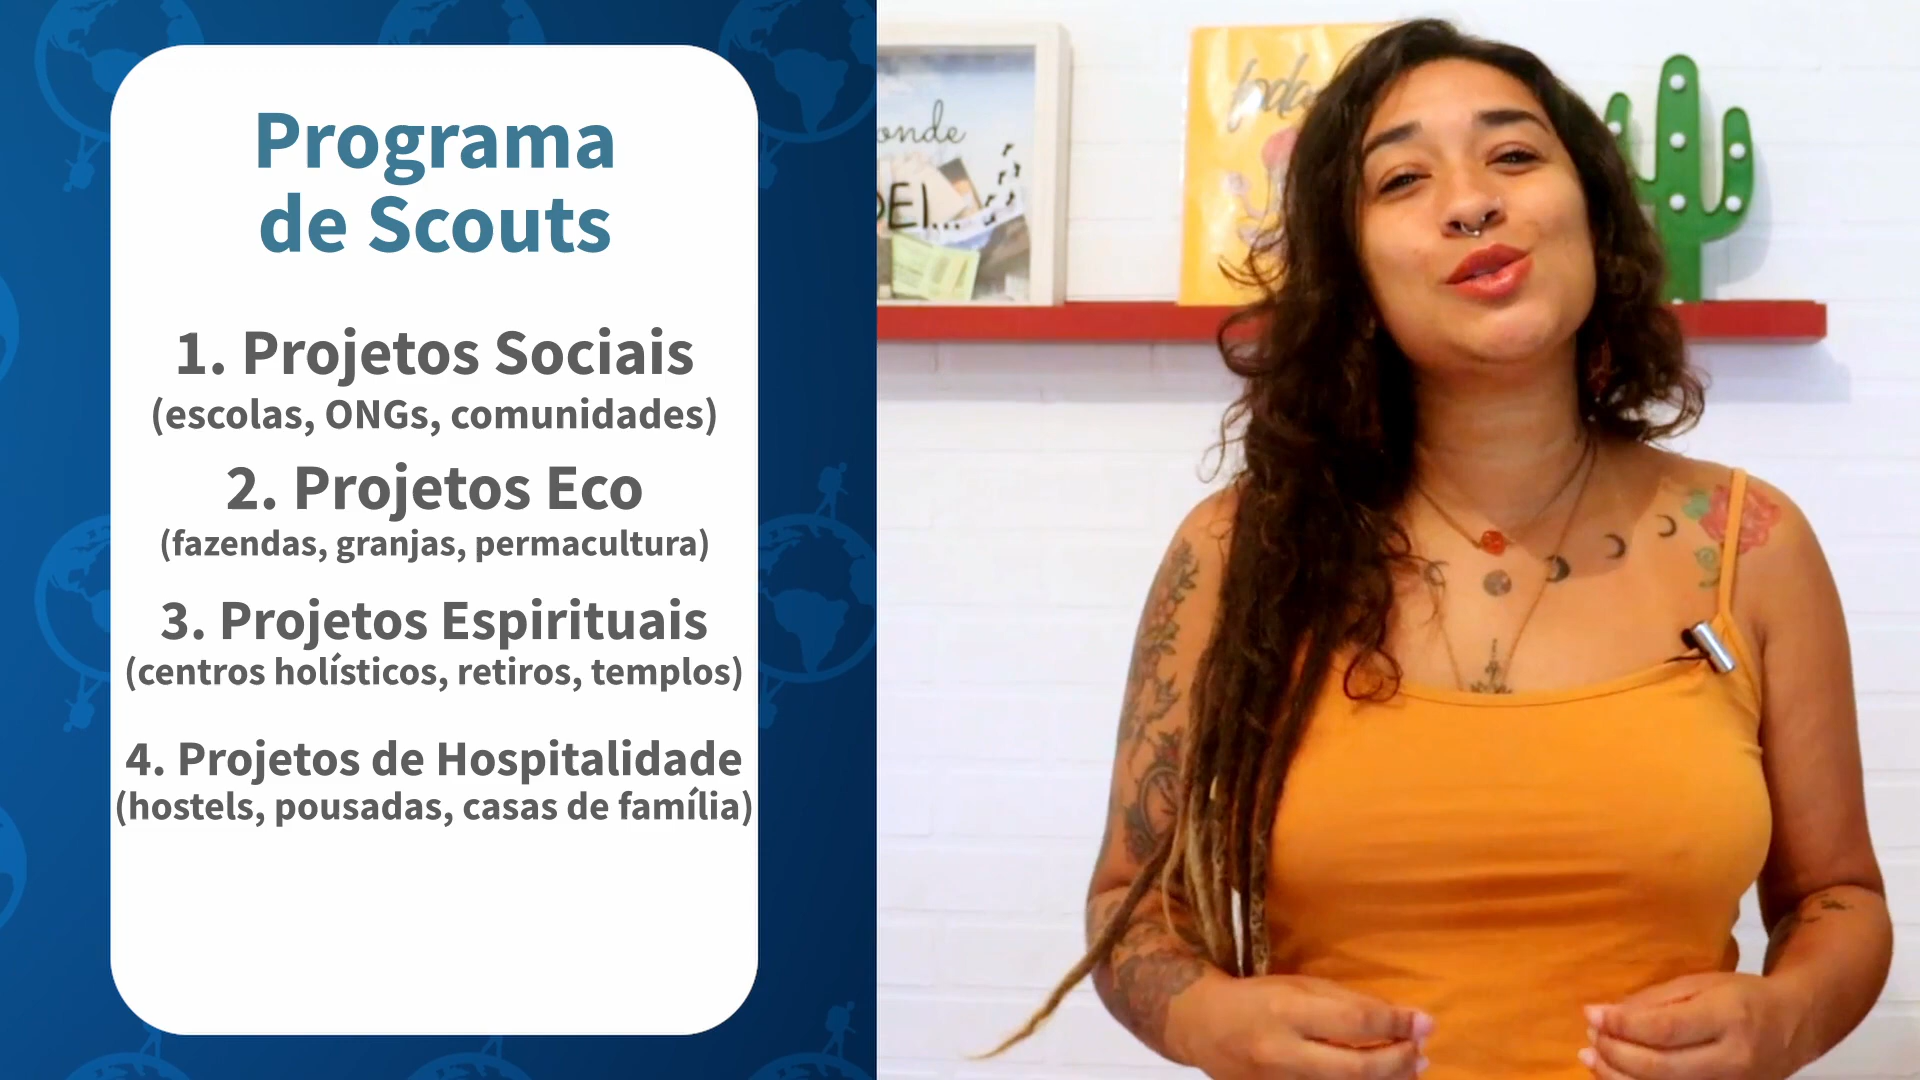 Programa
de Scouts
1. Projetos Sociais
(escolas, ONGs, comunidades)
2. Projetos Eco
(fazendas, granjas, permacultura)
3. Projetos Espirituais
(centros holísticos, retiros, templos)
4. Projetos de Hospitalidade
(hostels, pousadas, casas de família)
onde